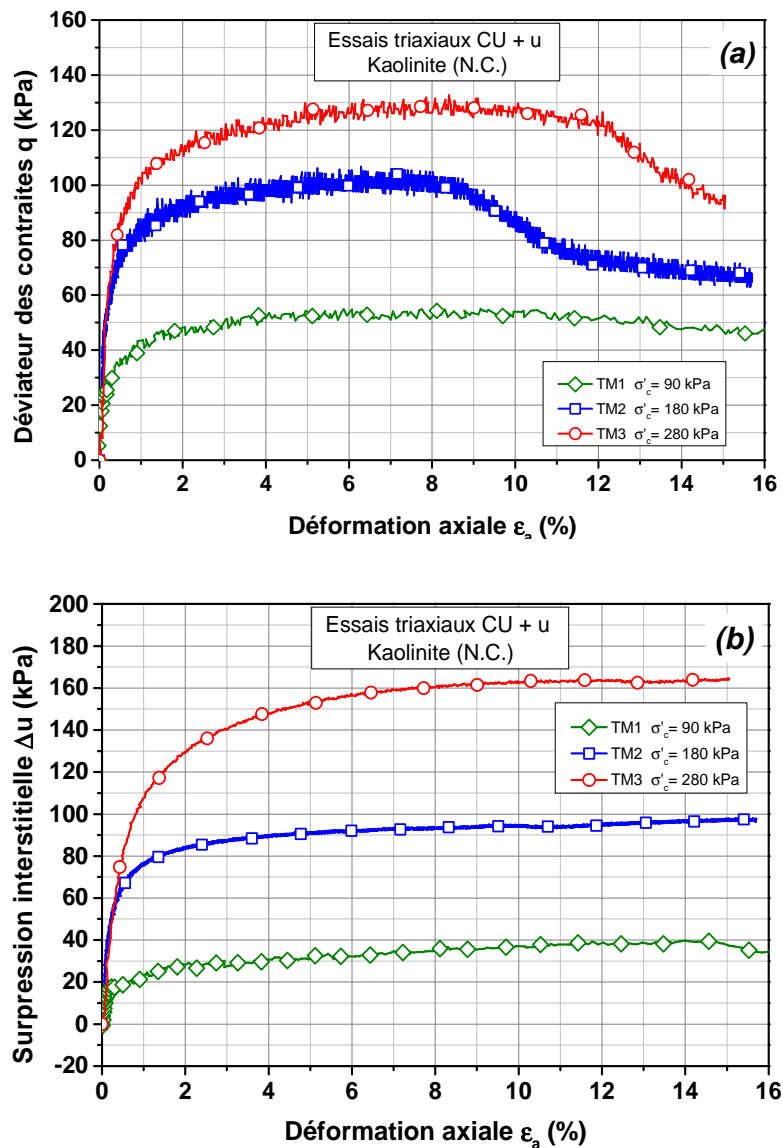 160
140
120
100
80
60
40
20
0
Déviateur des contraites q (kPa)
Essais triaxiaux CU + u
Kaolinite (N.C.)
(a)
TM1 σ'c= 90 kPa
TM2 σ'c= 180 kPa
TM3 σ'c= 280 kPa
0 2 4 6 8 10 12 14 16
Déformation axiale εa (%)
200
180
160
140
120
100
80
60
40
20
0
-20
Surpression interstitielle Δu (kPa)
Essais triaxiaux CU + u
Kaolinite (N.C.)
(b)
TM1 σ'c= 90 kPa
TM2 σ'c= 180 kPa
TM3 σ'c= 280 kPa
0 2 4 6 8 10 12 14 16
Déformation axiale εa (%)